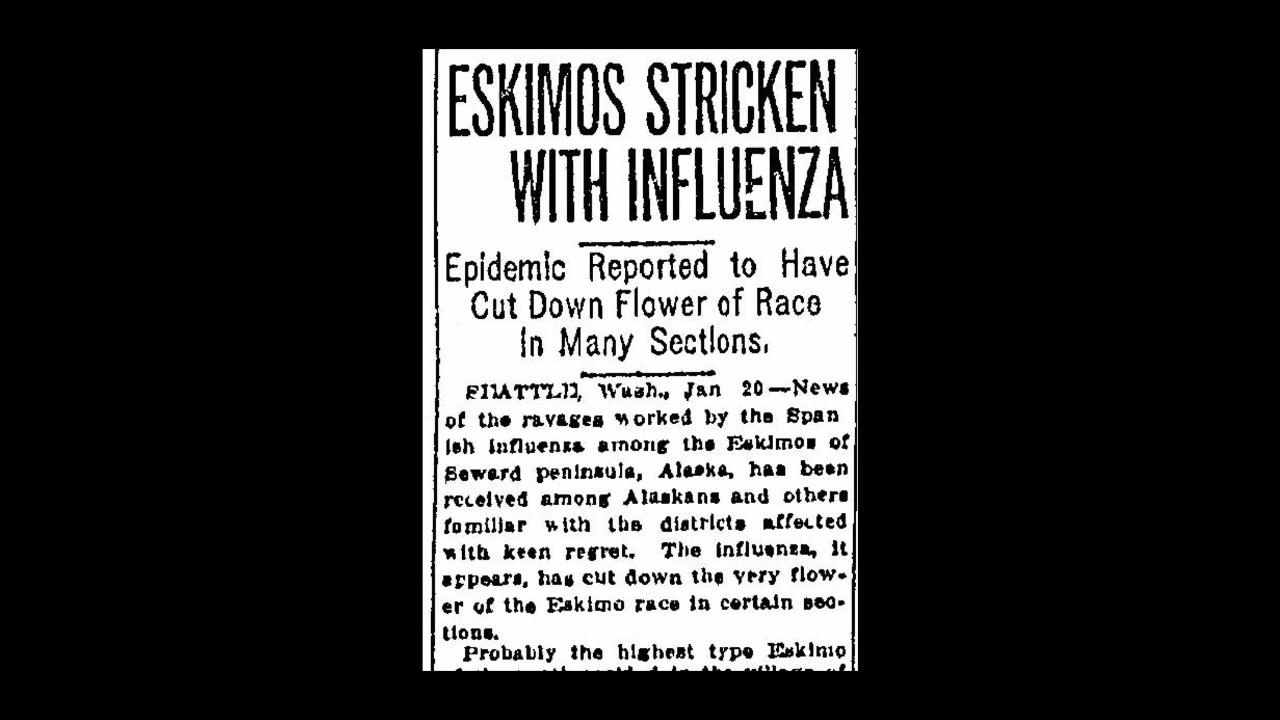 ESKIMOS STRICKEN
WITH INFLUENZA
Epidemic Reported to Have
Cut Down Flower of Race
in Many Sections.
SEATTLE, Wash., Jan 20—News
of the ravages worked by the Span
ish influenza among the Eskimos of
Seward peninsula, Alaska, has been
received among Alaskans and others
familiar with the districts affected
with keen regret. The influenza, it
appears, has cut down the very flow-
er of the Eskimo race in certain sec-
tions.
Probably the highest type Eskimo
in the village of